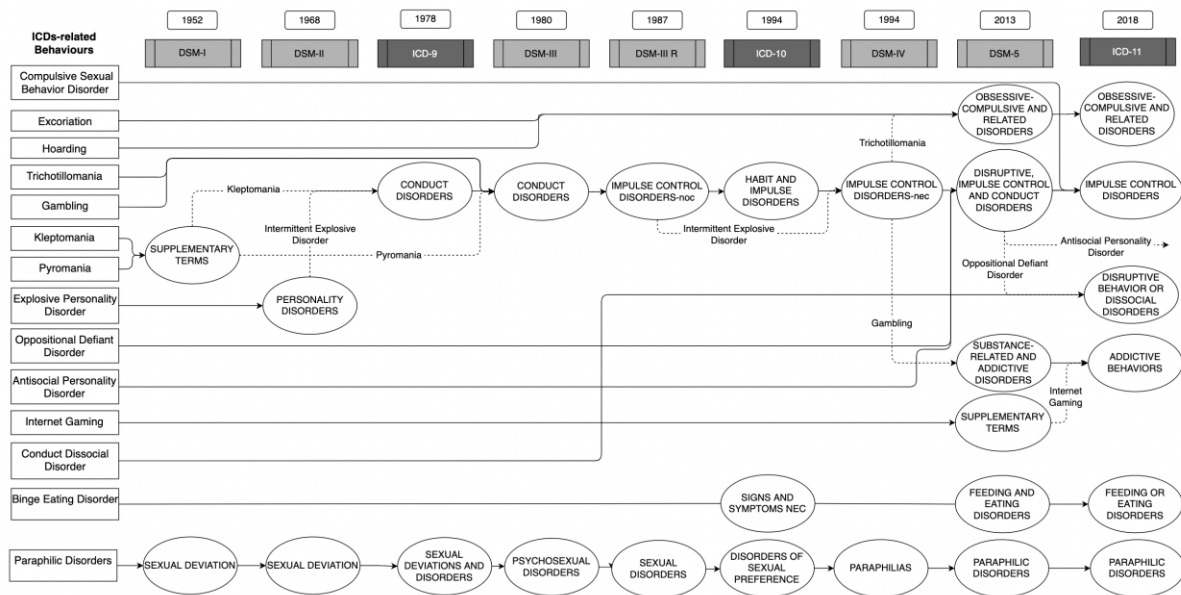 1952
1968
1978
1980
1987
1994
1994
2013
2018
ICDs-related
Behaviours
DSM-I
DSM-II
ICD-9
DSM-III
DSM-III R
ICD-10
DSM-IV
DSM-5
ICD-11
Compulsive Sexual
Behavior Disorder
Excoriation
Hoarding
Trichotillomania
Gambling
Kleptomania
Pyromania
Explosive Personality
Disorder
Oppositional Defiant
Disorder
Antisocial Personality
Disorder
Internet Gaming
Conduct Dissocial
Disorder
Binge Eating Disorder
Paraphilic Disorders
OBSESSIVE-
COMPULSIVE AND
RELATED
DISORDERS
OBSESSIVE-
COMPULSIVE AND
RELATED
DISORDERS
Trichotillomania
Kleptomania
CONDUCT
DISORDERS
CONDUCT
DISORDERS
IMPULSE CONTROL
DISORDERS-noc
HABIT AND
IMPULSE
DISORDERS
IMPULSE CONTROL
DISORDERS-nec
DISRUPTIVE,
IMPULSE CONTROL
AND CONDUCT
DISORDERS
IMPULSE CONTROL
DISORDERS
Intermittent Explosive
Disorder
Intermittent Explosive
Disorder
SUPPLEMENTARY
TERMS
Pyromania
Antisocial Personality
Disorder
Oppositional Defiant
Disorder
PERSONALITY
DISORDERS
DISRUPTIVE
BEHAVIOR OR
DISSOCIAL
DISORDERS
Gambling
SUBSTANCE-
RELATED AND
ADDICTIVE
DISORDERS
ADDICTIVE
BEHAVIORS
Internet
Gaming
SUPPLEMENTARY
TERMS
SIGNS AND
SYMPTOMS NEC
FEEDING AND
EATING
DISORDERS
FEEDING OR
EATING
DISORDERS
SEXUAL DEVIATION
SEXUAL DEVIATION
SEXUAL
DEVIATIONS AND
DISORDERS
PSYCHOSEXUAL
DISORDERS
SEXUAL
DISORDERS
DISORDERS OF
SEXUAL
PREFERENCE
PARAPHILIAS
PARAPHILIC
DISORDERS
PARAPHILIC
DISORDERS